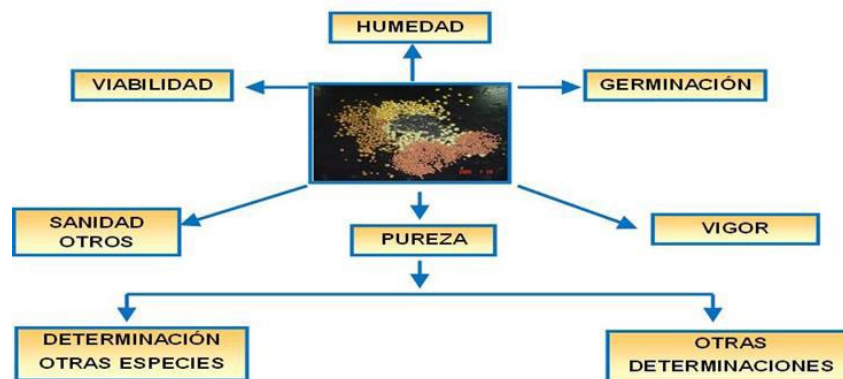 HUMEDAD
VIABILIDAD
GERMINACIÓN
SANIDAD
OTROS
PUREZA
VIGOR
DETERMINACIÓN
OTRAS ESPECIES
OTRAS
DETERMINACIONES